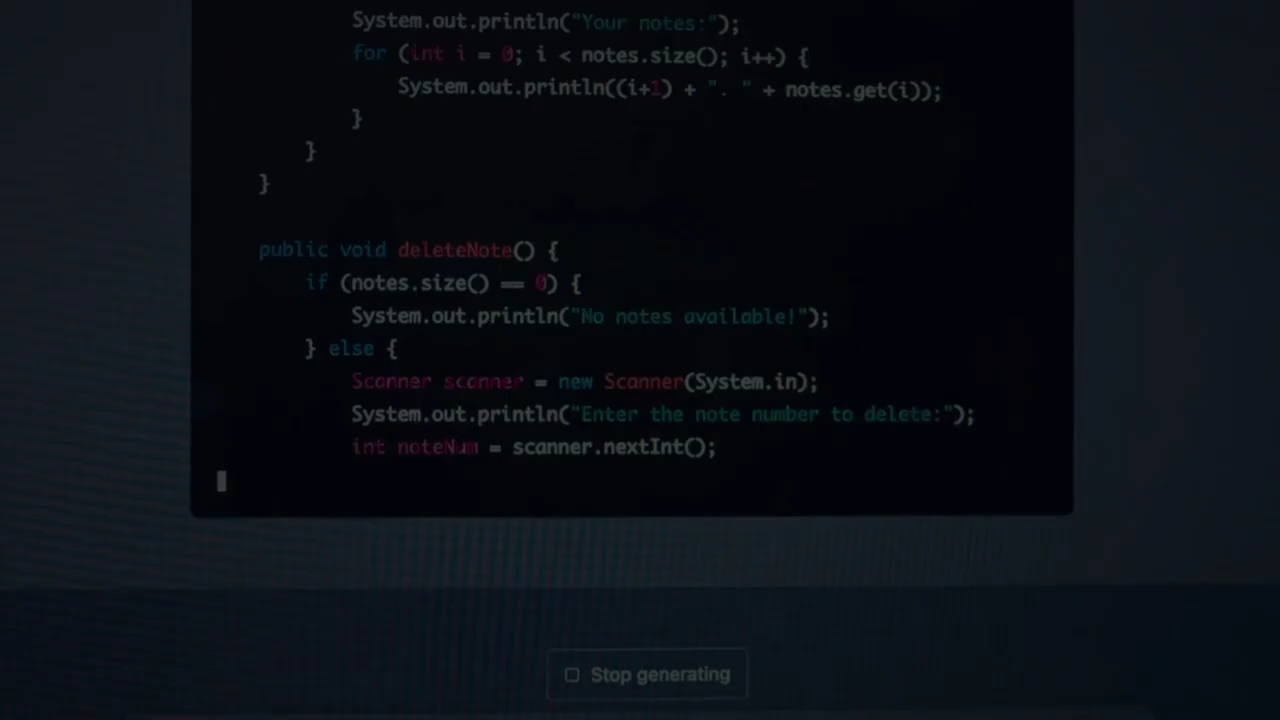 System.out.println("Your notes:");
for (int i = 0; i < notes.size(); i++) {
System.out.println((i+1) + ". " + notes.get(i));
}
}
}
public void deleteNote() {
if (notes.size() == 0) {
System.out.println("No notes available!");
} else {
Scanner scanner = new Scanner(System.in);
System.out.println("Enter the note number to delete:");
int noteNum = scanner.nextInt();
Stop generating